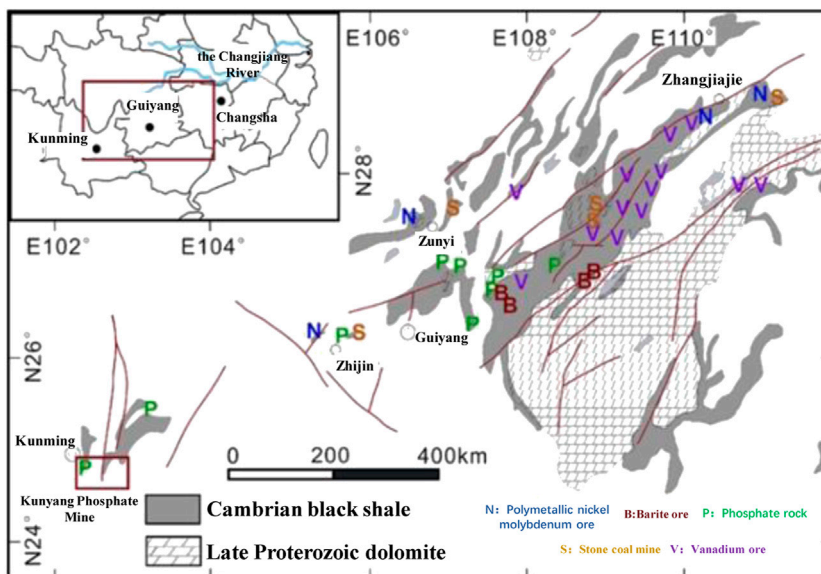 E106° E108° E110°
the Changjiang
River
Guiyang
Changsha
Kunming
Zhangjiajie
N S
V V N
N28°
E102° E104°
V V V V V V
N S S S V V V
Zunyi
P P P P V B B
P B B
N P S P
Guiyang
N26°
Zhijin
P
Kunming
P
Kunyang Phosphate
Mine
0 200 400km
N24°
Cambrian black shale
Late Proterozoic dolomite
N: Polymetallic nickel
molybdenum ore
B:Barite ore
P: Phosphate rock
S: Stone coal mine
V: Vanadium ore